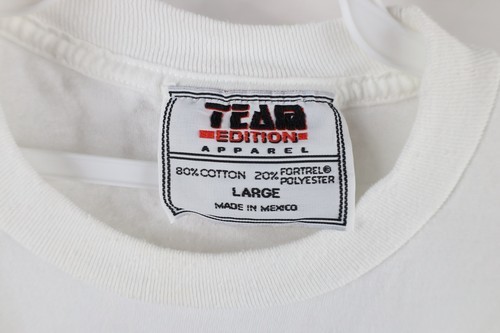 TEAM
EDITION
APPAREL
80% COTTON 20% FORTREL®
POLYESTER
LARGE
MADE IN MEXICO